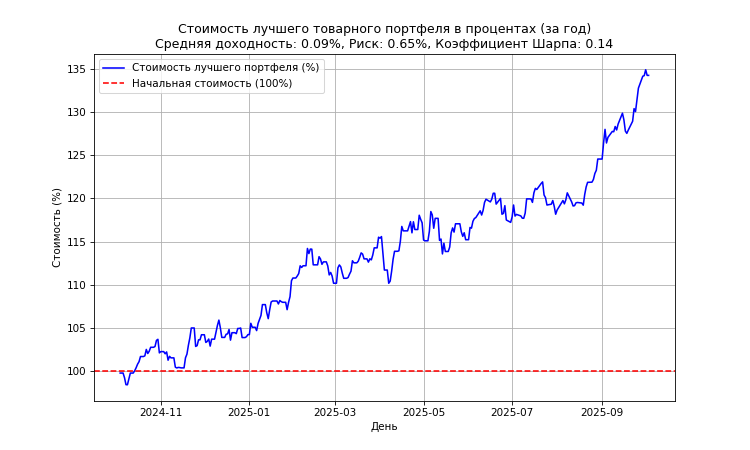 Стоимость лучшего товарного портфеля в процентах (за год)
Средняя доходность: 0.09%, Риск: 0.65%, Коэффициент Шарпа: 0.14
Стоимость лучшего портфеля (%)
Начальная стоимость (100%)
Стоимость (%)
135
130
125
120
115
110
105
100
2024-11
2025-01
2025-03
2025-05
2025-07
2025-09
День